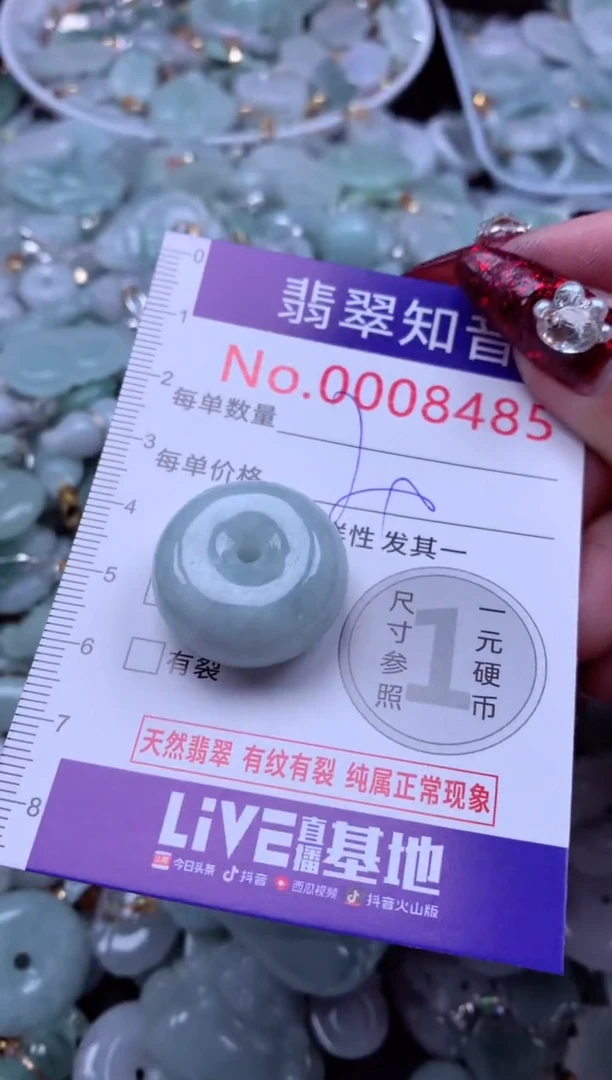 翡翠知音
No.0008485
每单数量
每单价格
样性 发其一
有裂
尺寸参照
1
一元硬币
天然翡翠 有纹有裂 纯属正常现象
LiVE直播基地
今日头条 抖音 西瓜视频 抖音火山版
0
1
2
3
4
5
6
7
8